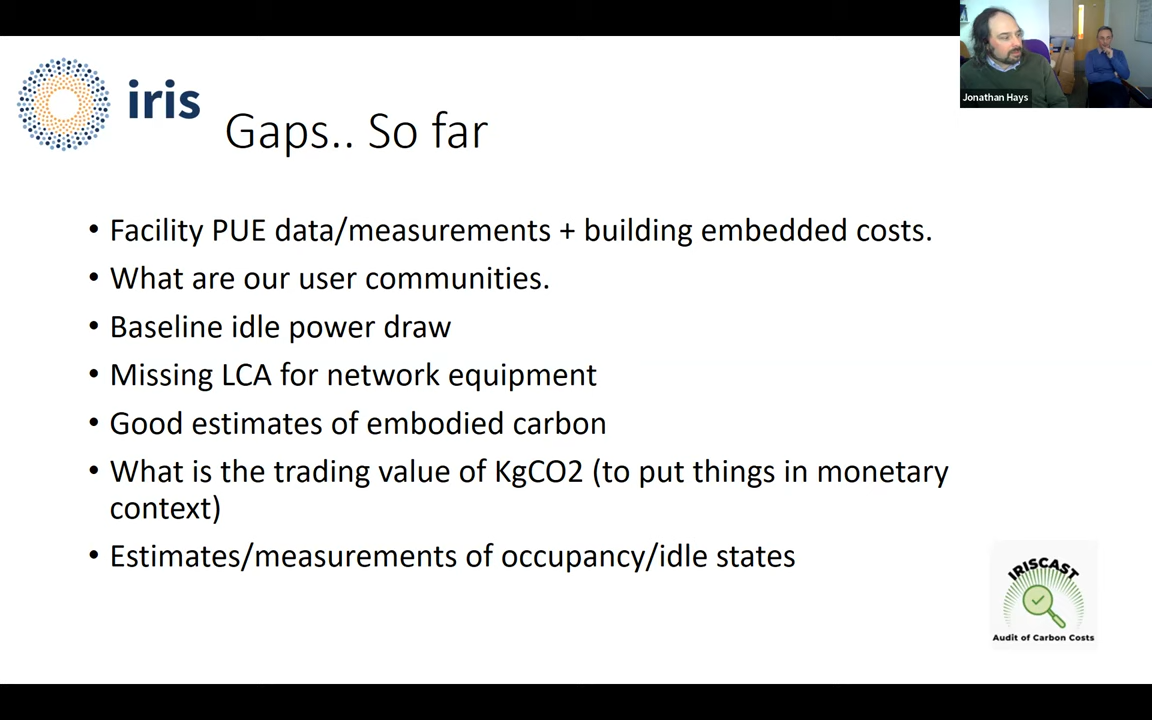 Jonathan Hays
iris
Gaps.. So far
• Facility PUE data/measurements + building embedded costs.
• What are our user communities.
• Baseline idle power draw
• Missing LCA for network equipment
• Good estimates of embodied carbon
• What is the trading value of KgCO2 (to put things in monetary
context)
• Estimates/measurements of occupancy/idle states
IRISCAST
Audit of Carbon Costs